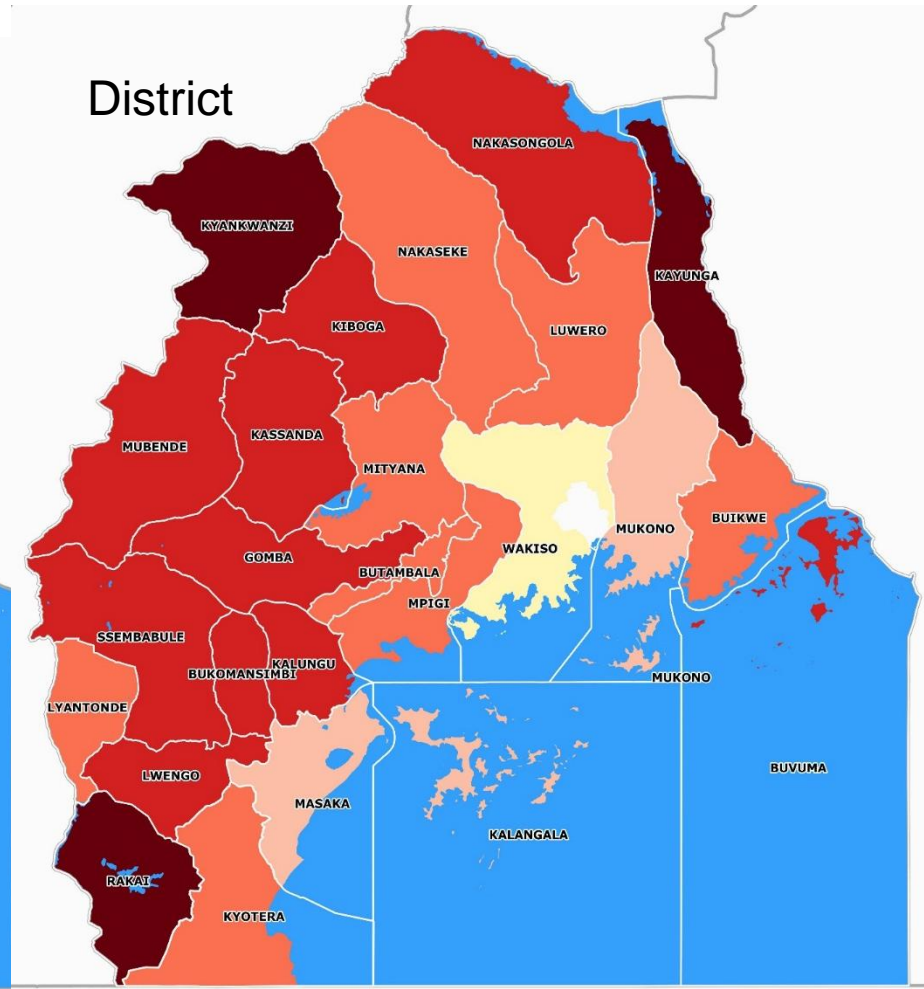 District
NAKASONGOLA
KYANKWANZI
NAKASEKE
KAYUNGA
KIBOGA
LUWERO
KASSANDA
MUBENDE
MITYANA
BUIKWE
MUKONO
WAKISO
GOMBA
BUTAMBALA
MPIGI
SSEMBABULE
KALUNGU
BUKOMANSIMBI
MUKONO
LYANTONDE
BUVUMA
LWENGO
MASAKA
KALANGALA
RAKAI
KYOTERA